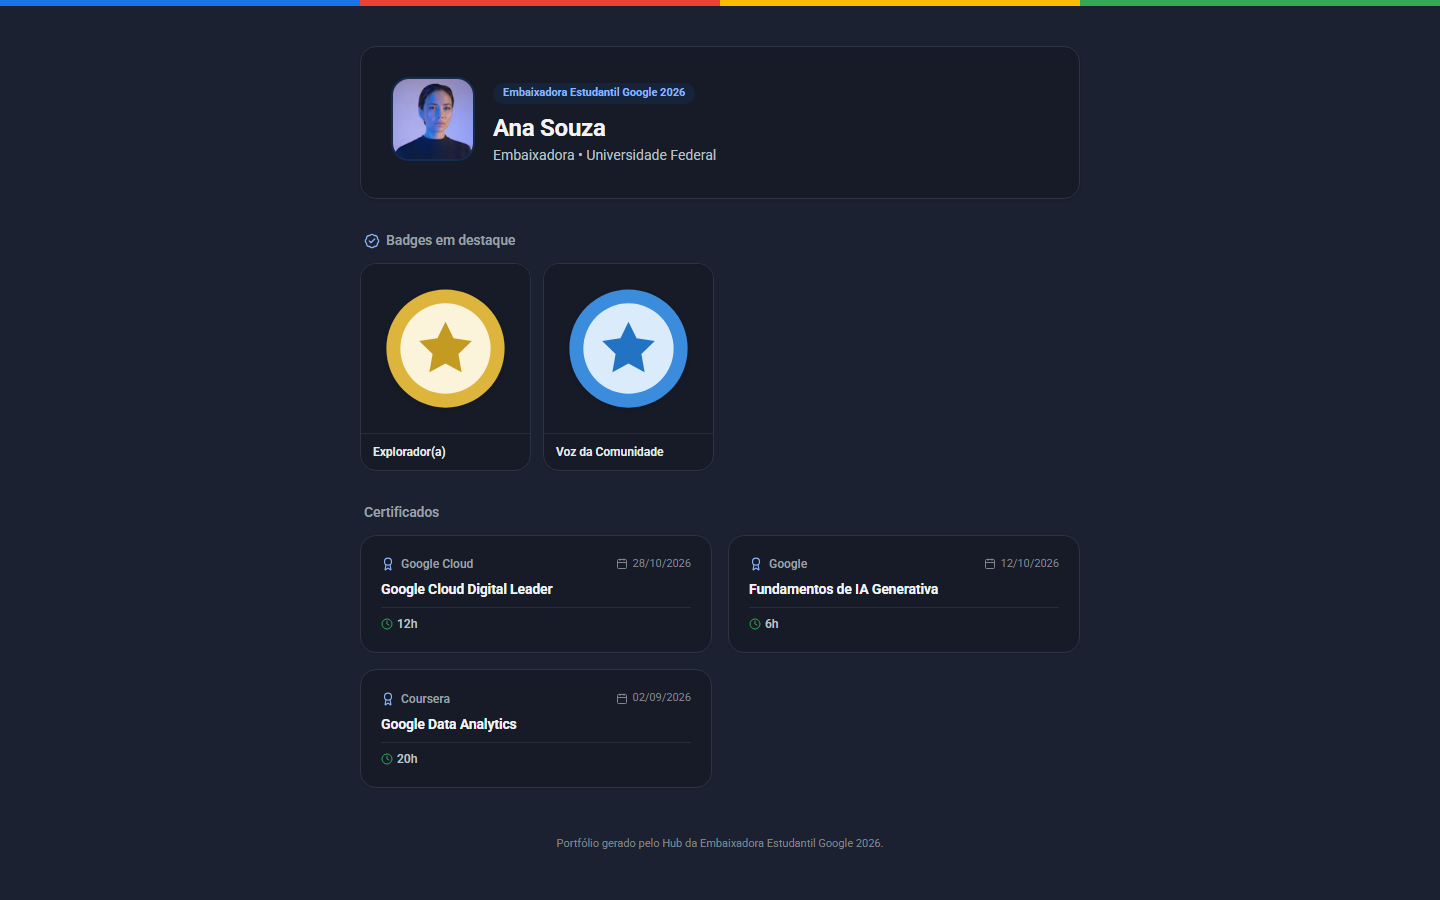 Embaixadora Estudantil Google 2026
Ana Souza
Embaixadora • Universidade Federal
Badges em destaque
Explorador(a)
Voz da Comunidade
Certificados
Google Cloud
28/10/2026
Google Cloud Digital Leader
12h
Google
12/10/2026
Fundamentos de IA Generativa
6h
Coursera
02/09/2026
Google Data Analytics
20h
Portfólio gerado pelo Hub da Embaixadora Estudantil Google 2026.